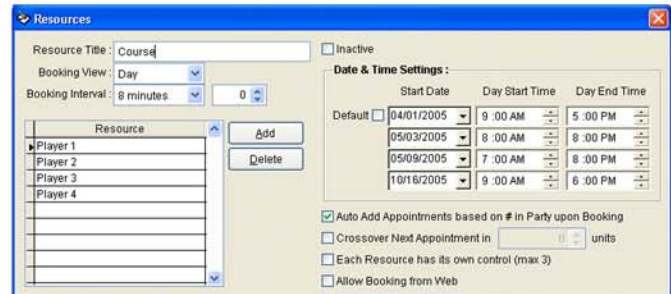 Resources
Resource Title : Course
Booking View : Day
Booking Interval : 8 minutes 0
Resource
Player 1
Player 2
Player 3
Player 4
Add
Delete
Inactive
Date & Time Settings :
Start Date Day Start Time Day End Time
Default 04/01/2005 9 :00 AM 5 :00 PM
05/03/2005 8 :00 AM 8 :00 PM
05/09/2005 7 :00 AM 8 :00 PM
10/16/2005 9 :00 AM 6 :00 PM
Auto Add Appointments based on # in Party upon Booking
Crossover Next Appointment in 0 units
Each Resource has its own control (max 3)
Allow Booking from Web